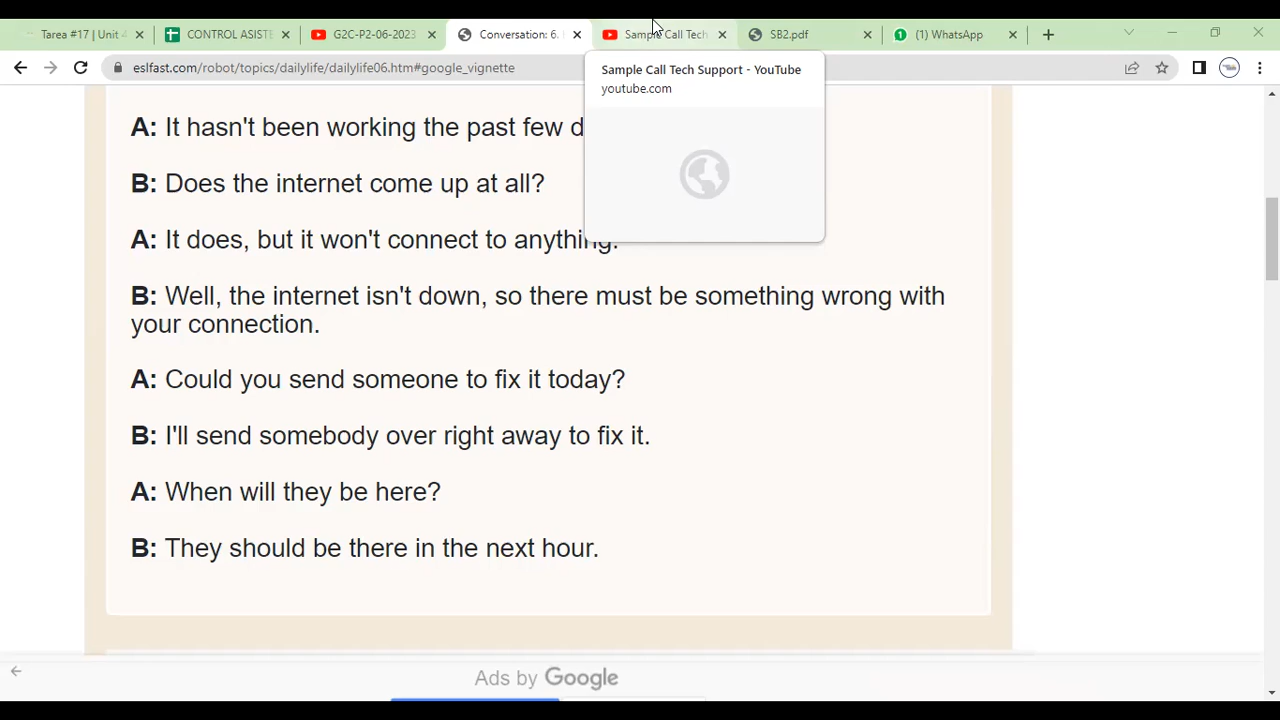 Tarea #17 | Unit 4
CONTROL ASISTE
G2C-P2-06-2023
Conversation: 6.
Sample Call Tech
SB2.pdf
(1) WhatsApp
eslfast.com/robot/topics/dailylife/dailylife06.htm#google_vignette
Sample Call Tech Support - YouTube
youtube.com
A: It hasn't been working the past few d
B: Does the internet come up at all?
A: It does, but it won't connect to anything.
B: Well, the internet isn't down, so there must be something wrong with
your connection.
A: Could you send someone to fix it today?
B: I'll send somebody over right away to fix it.
A: When will they be here?
B: They should be there in the next hour.
Ads by Google